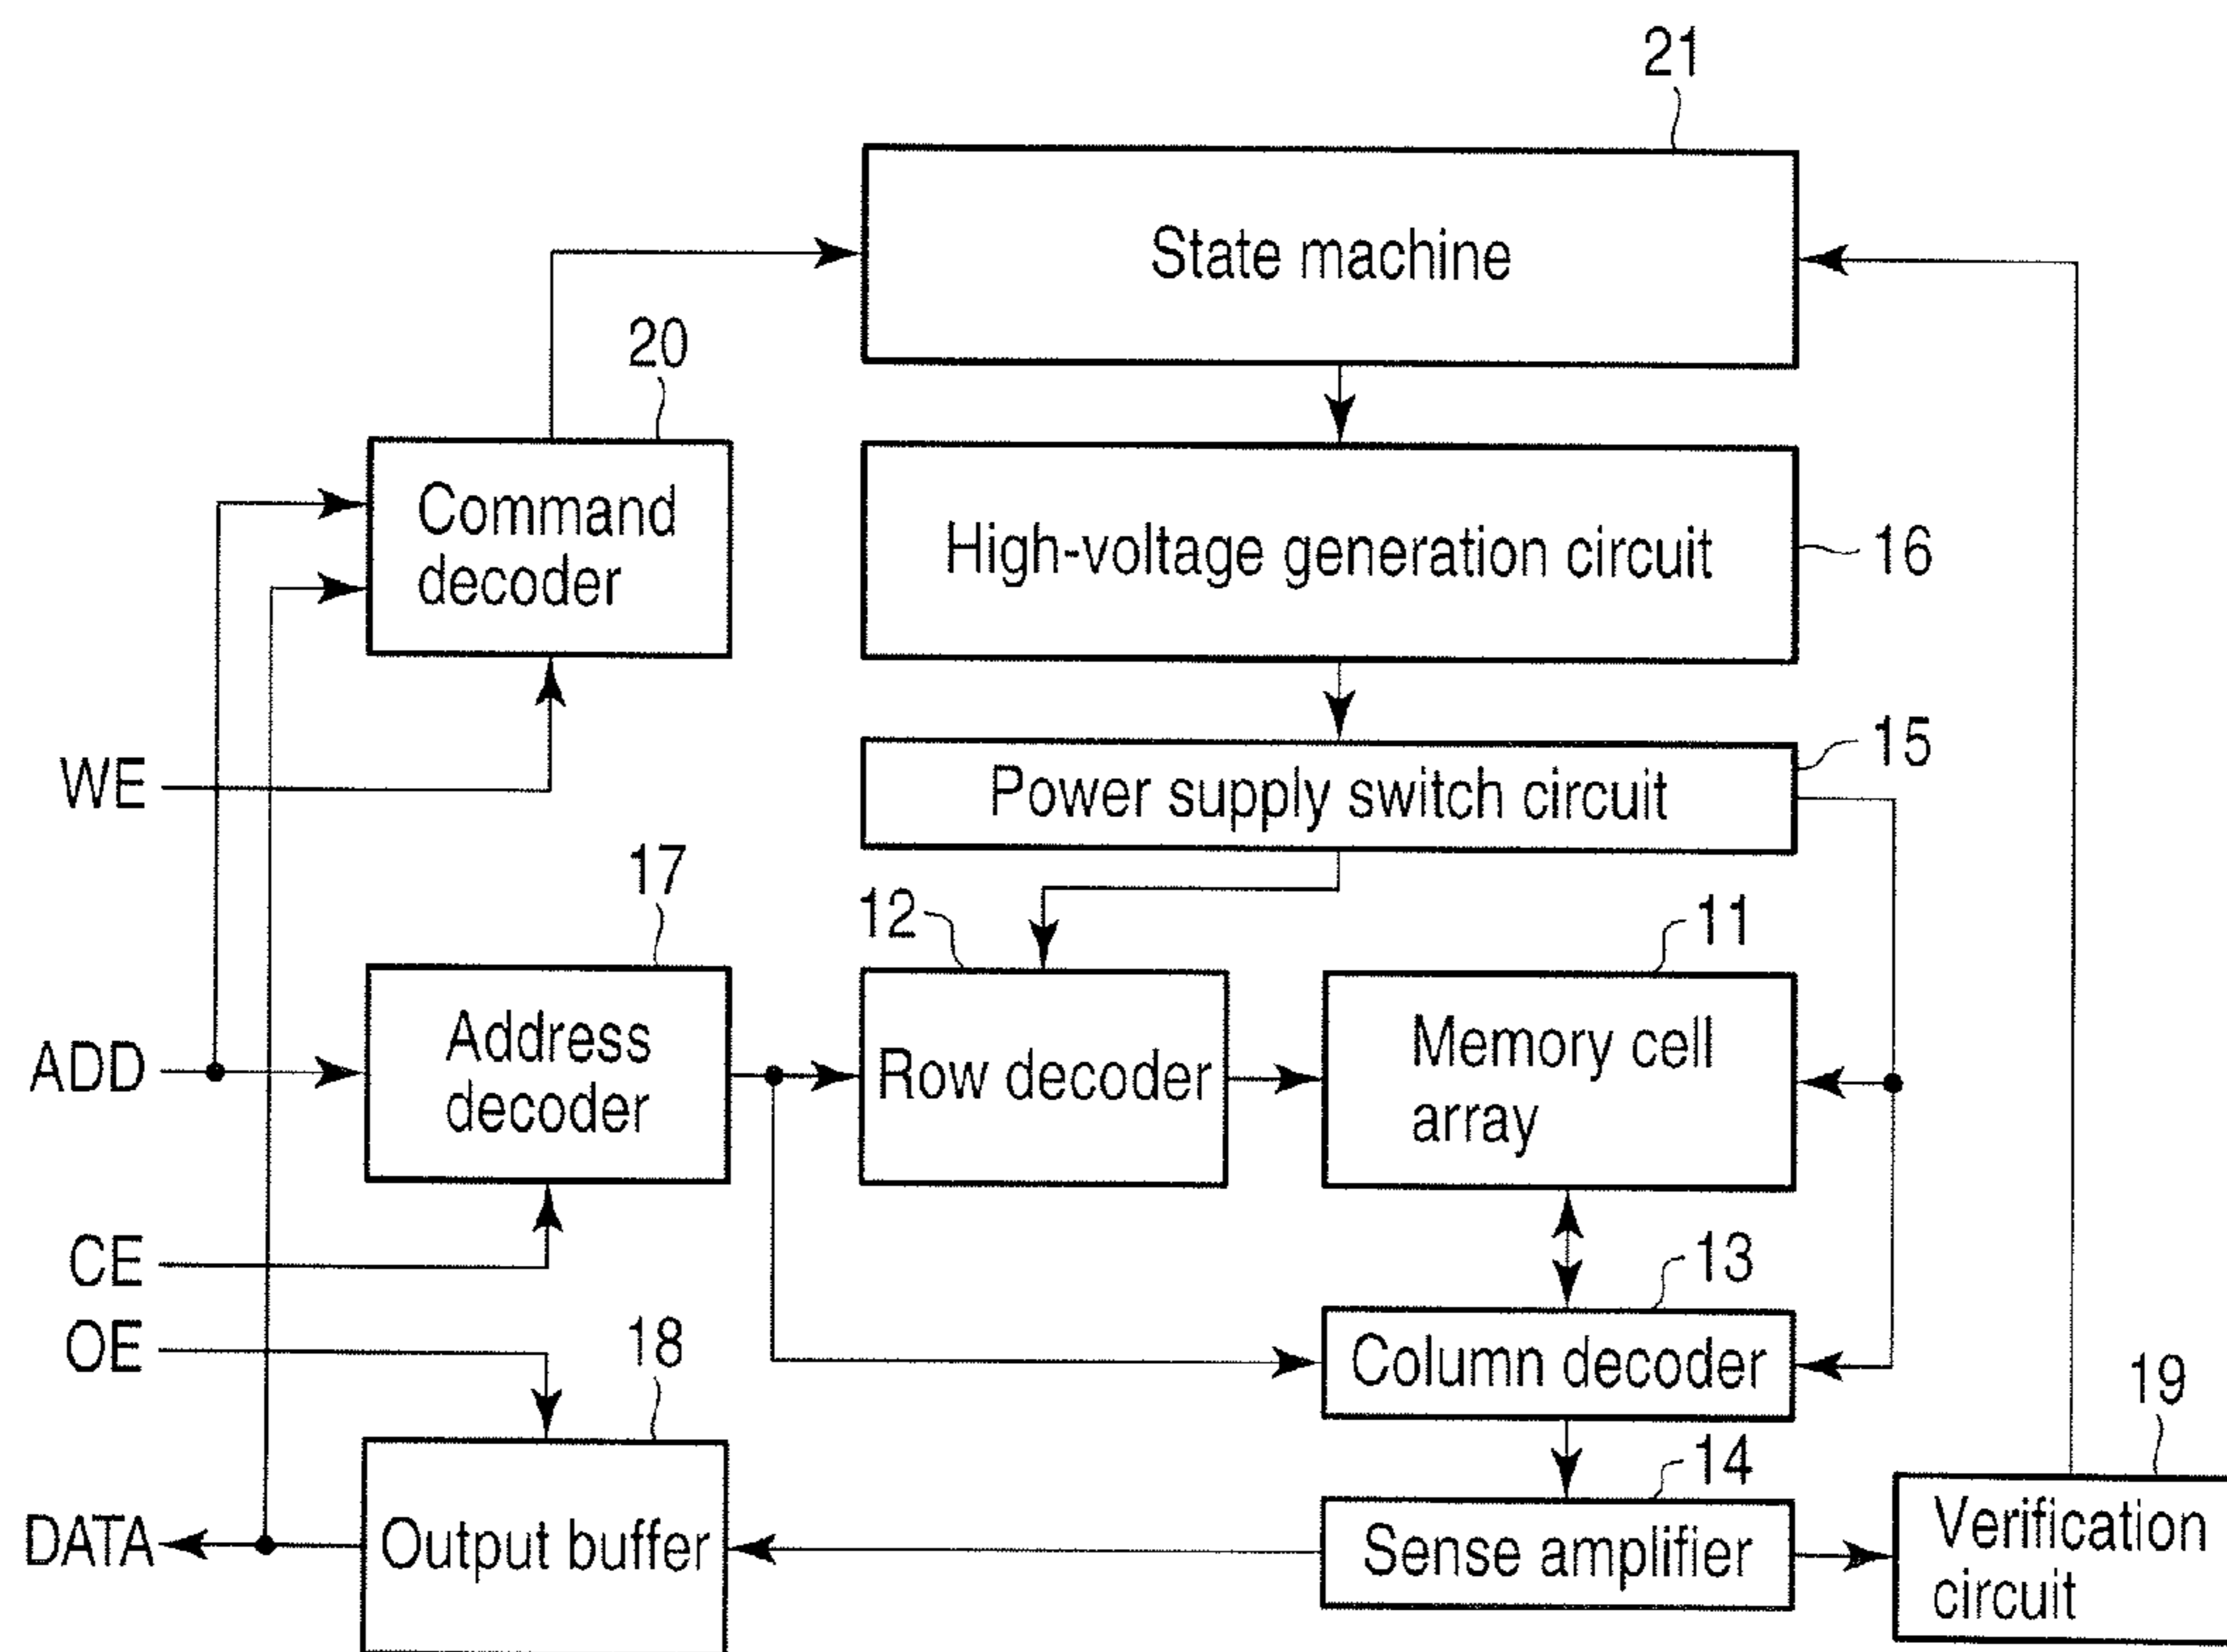 21
State machine
20
Command
decoder
High-voltage generation circuit
16
WE
Power supply switch circuit
15
17
12
11
ADD
Address
decoder
Row decoder
Memory cell
array
CE
13
OE
18
Column decoder
19
14
DATA
Output buffer
Sense amplifier
Verification
circuit